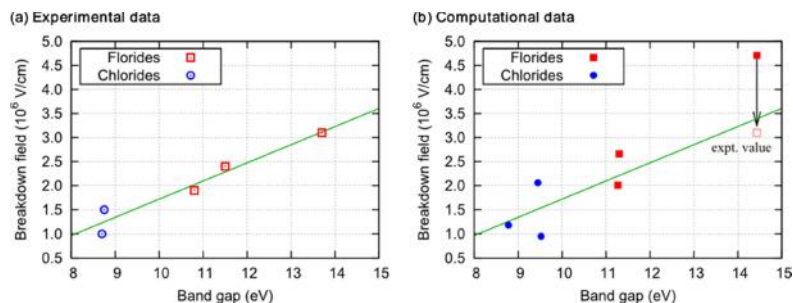 (a) Experimental data
Florides
Chlorides
Breakdown field (10⁶ V/cm)
5.0
4.5
4.0
3.5
3.0
2.5
2.0
1.5
1.0
0.5
8 9 10 11 12 13 14 15
Band gap (eV)
(b) Computational data
Florides
Chlorides
expt. value
Breakdown field (10⁶ V/cm)
5.0
4.5
4.0
3.5
3.0
2.5
2.0
1.5
1.0
0.5
8 9 10 11 12 13 14 15
Band gap (eV)